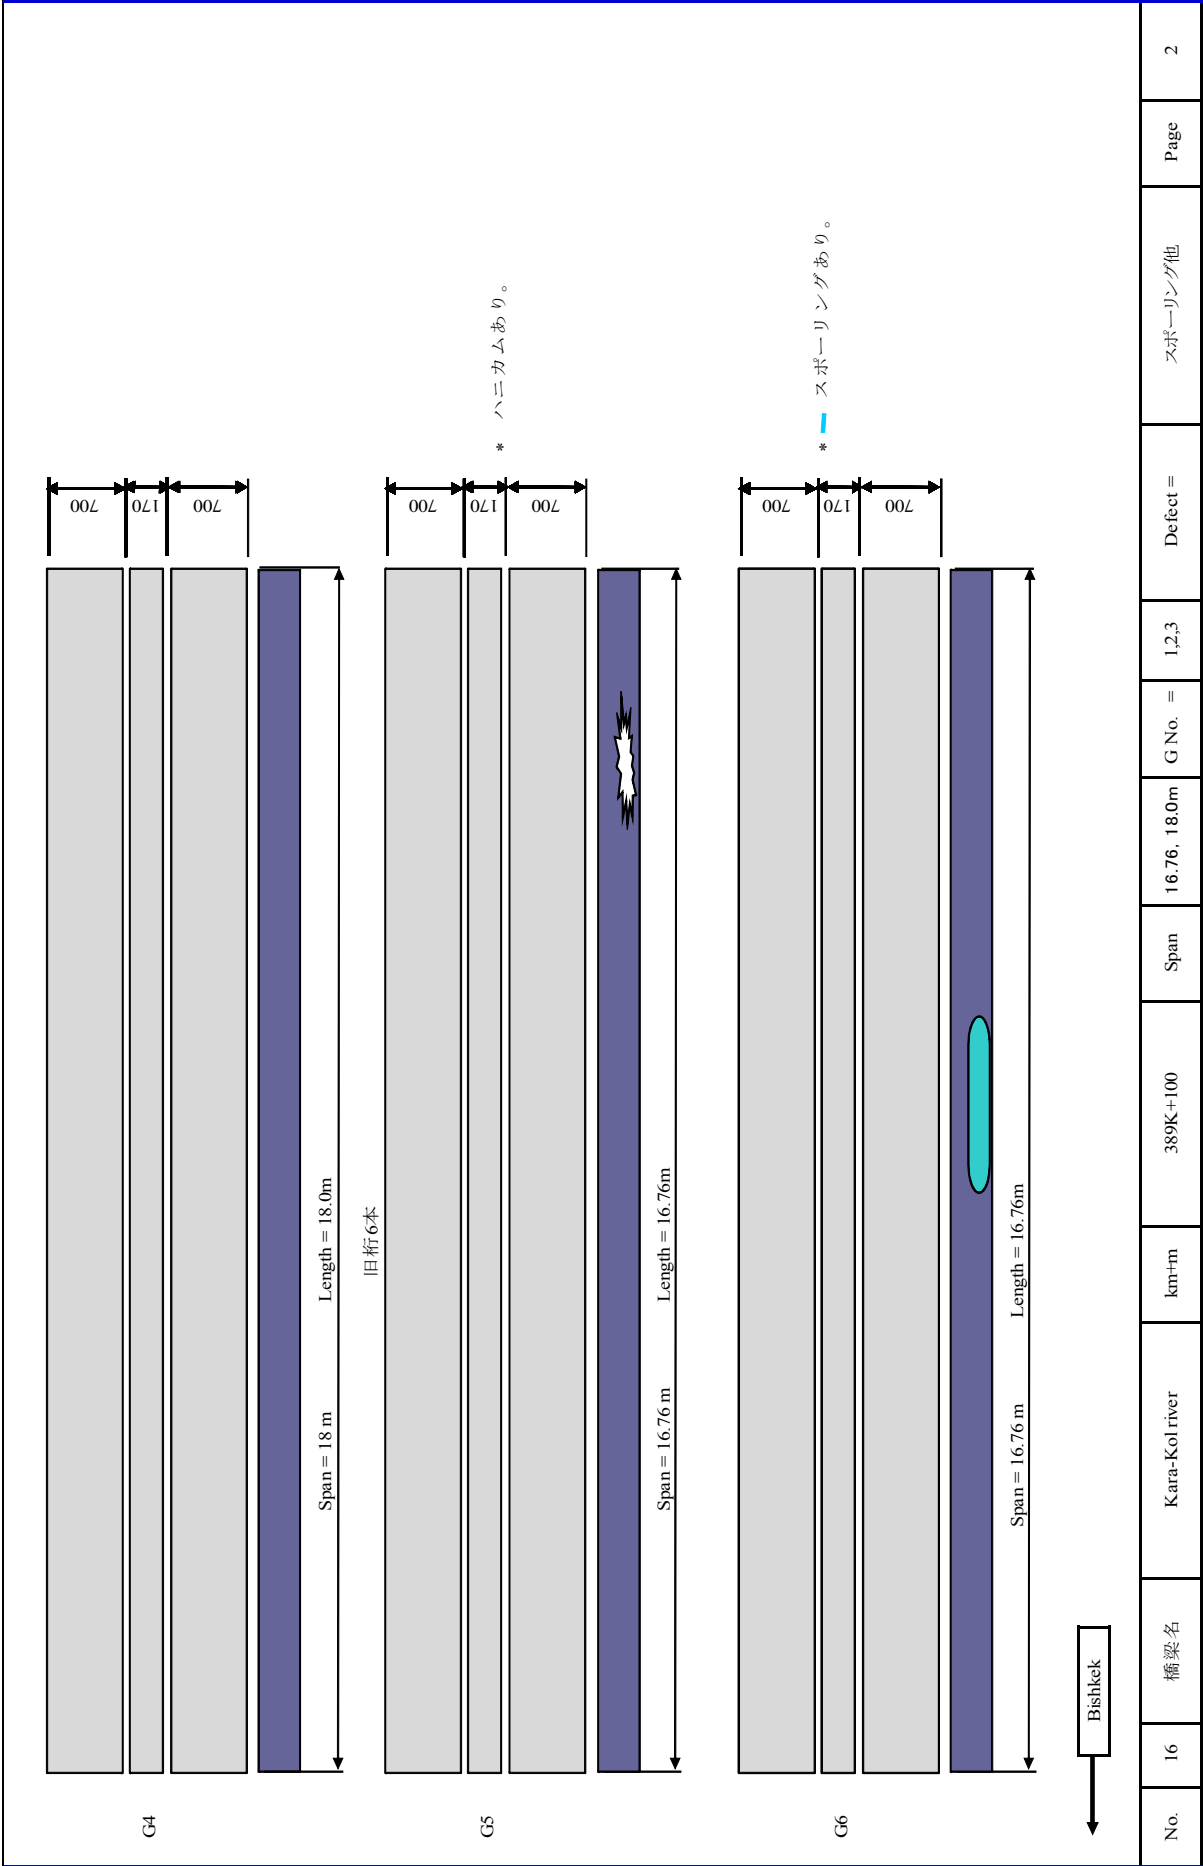 G4
700
170
700
Span = 18 m
Length = 18.0m
旧桁6本
G5
700
170
700
* ハニカムあり。
Span = 16.76 m
Length = 16.76m
G6
700
170
700
* スポーリングあり。
Span = 16.76 m
Length = 16.76m
Bishkek
No. 16 橋梁名 Kara-Kol river km+m 389K+100 Span 16.76, 18.0m G No. = 1,2,3 Defect = スポーリング他 Page 2